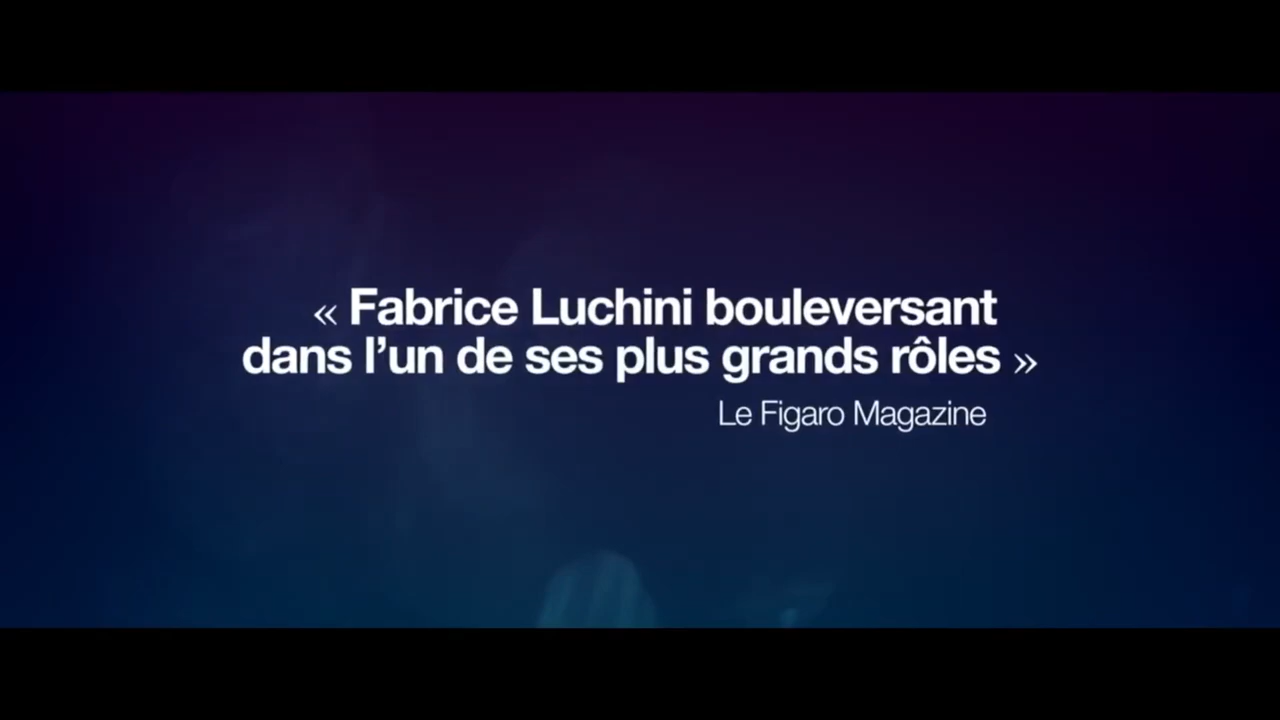 « Fabrice Luchini bouleversant
dans l’un de ses plus grands rôles »
Le Figaro Magazine